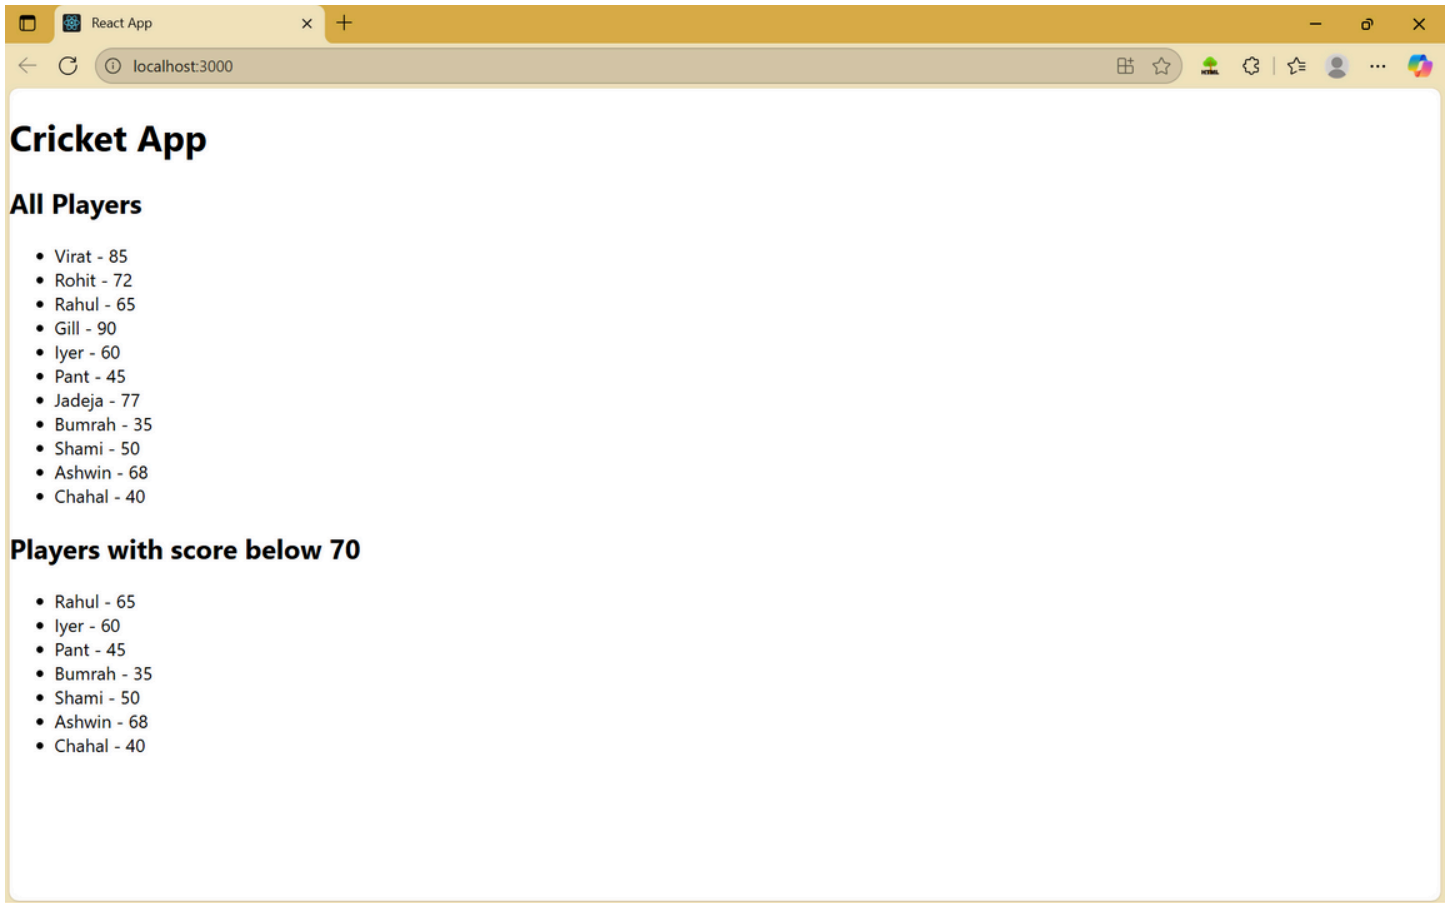 React App
localhost:3000
HTML
Cricket App
All Players
• Virat - 85
• Rohit - 72
• Rahul - 65
• Gill - 90
• Iyer - 60
• Pant - 45
• Jadeja - 77
• Bumrah - 35
• Shami - 50
• Ashwin - 68
• Chahal - 40
Players with score below 70
• Rahul - 65
• Iyer - 60
• Pant - 45
• Bumrah - 35
• Shami - 50
• Ashwin - 68
• Chahal - 40